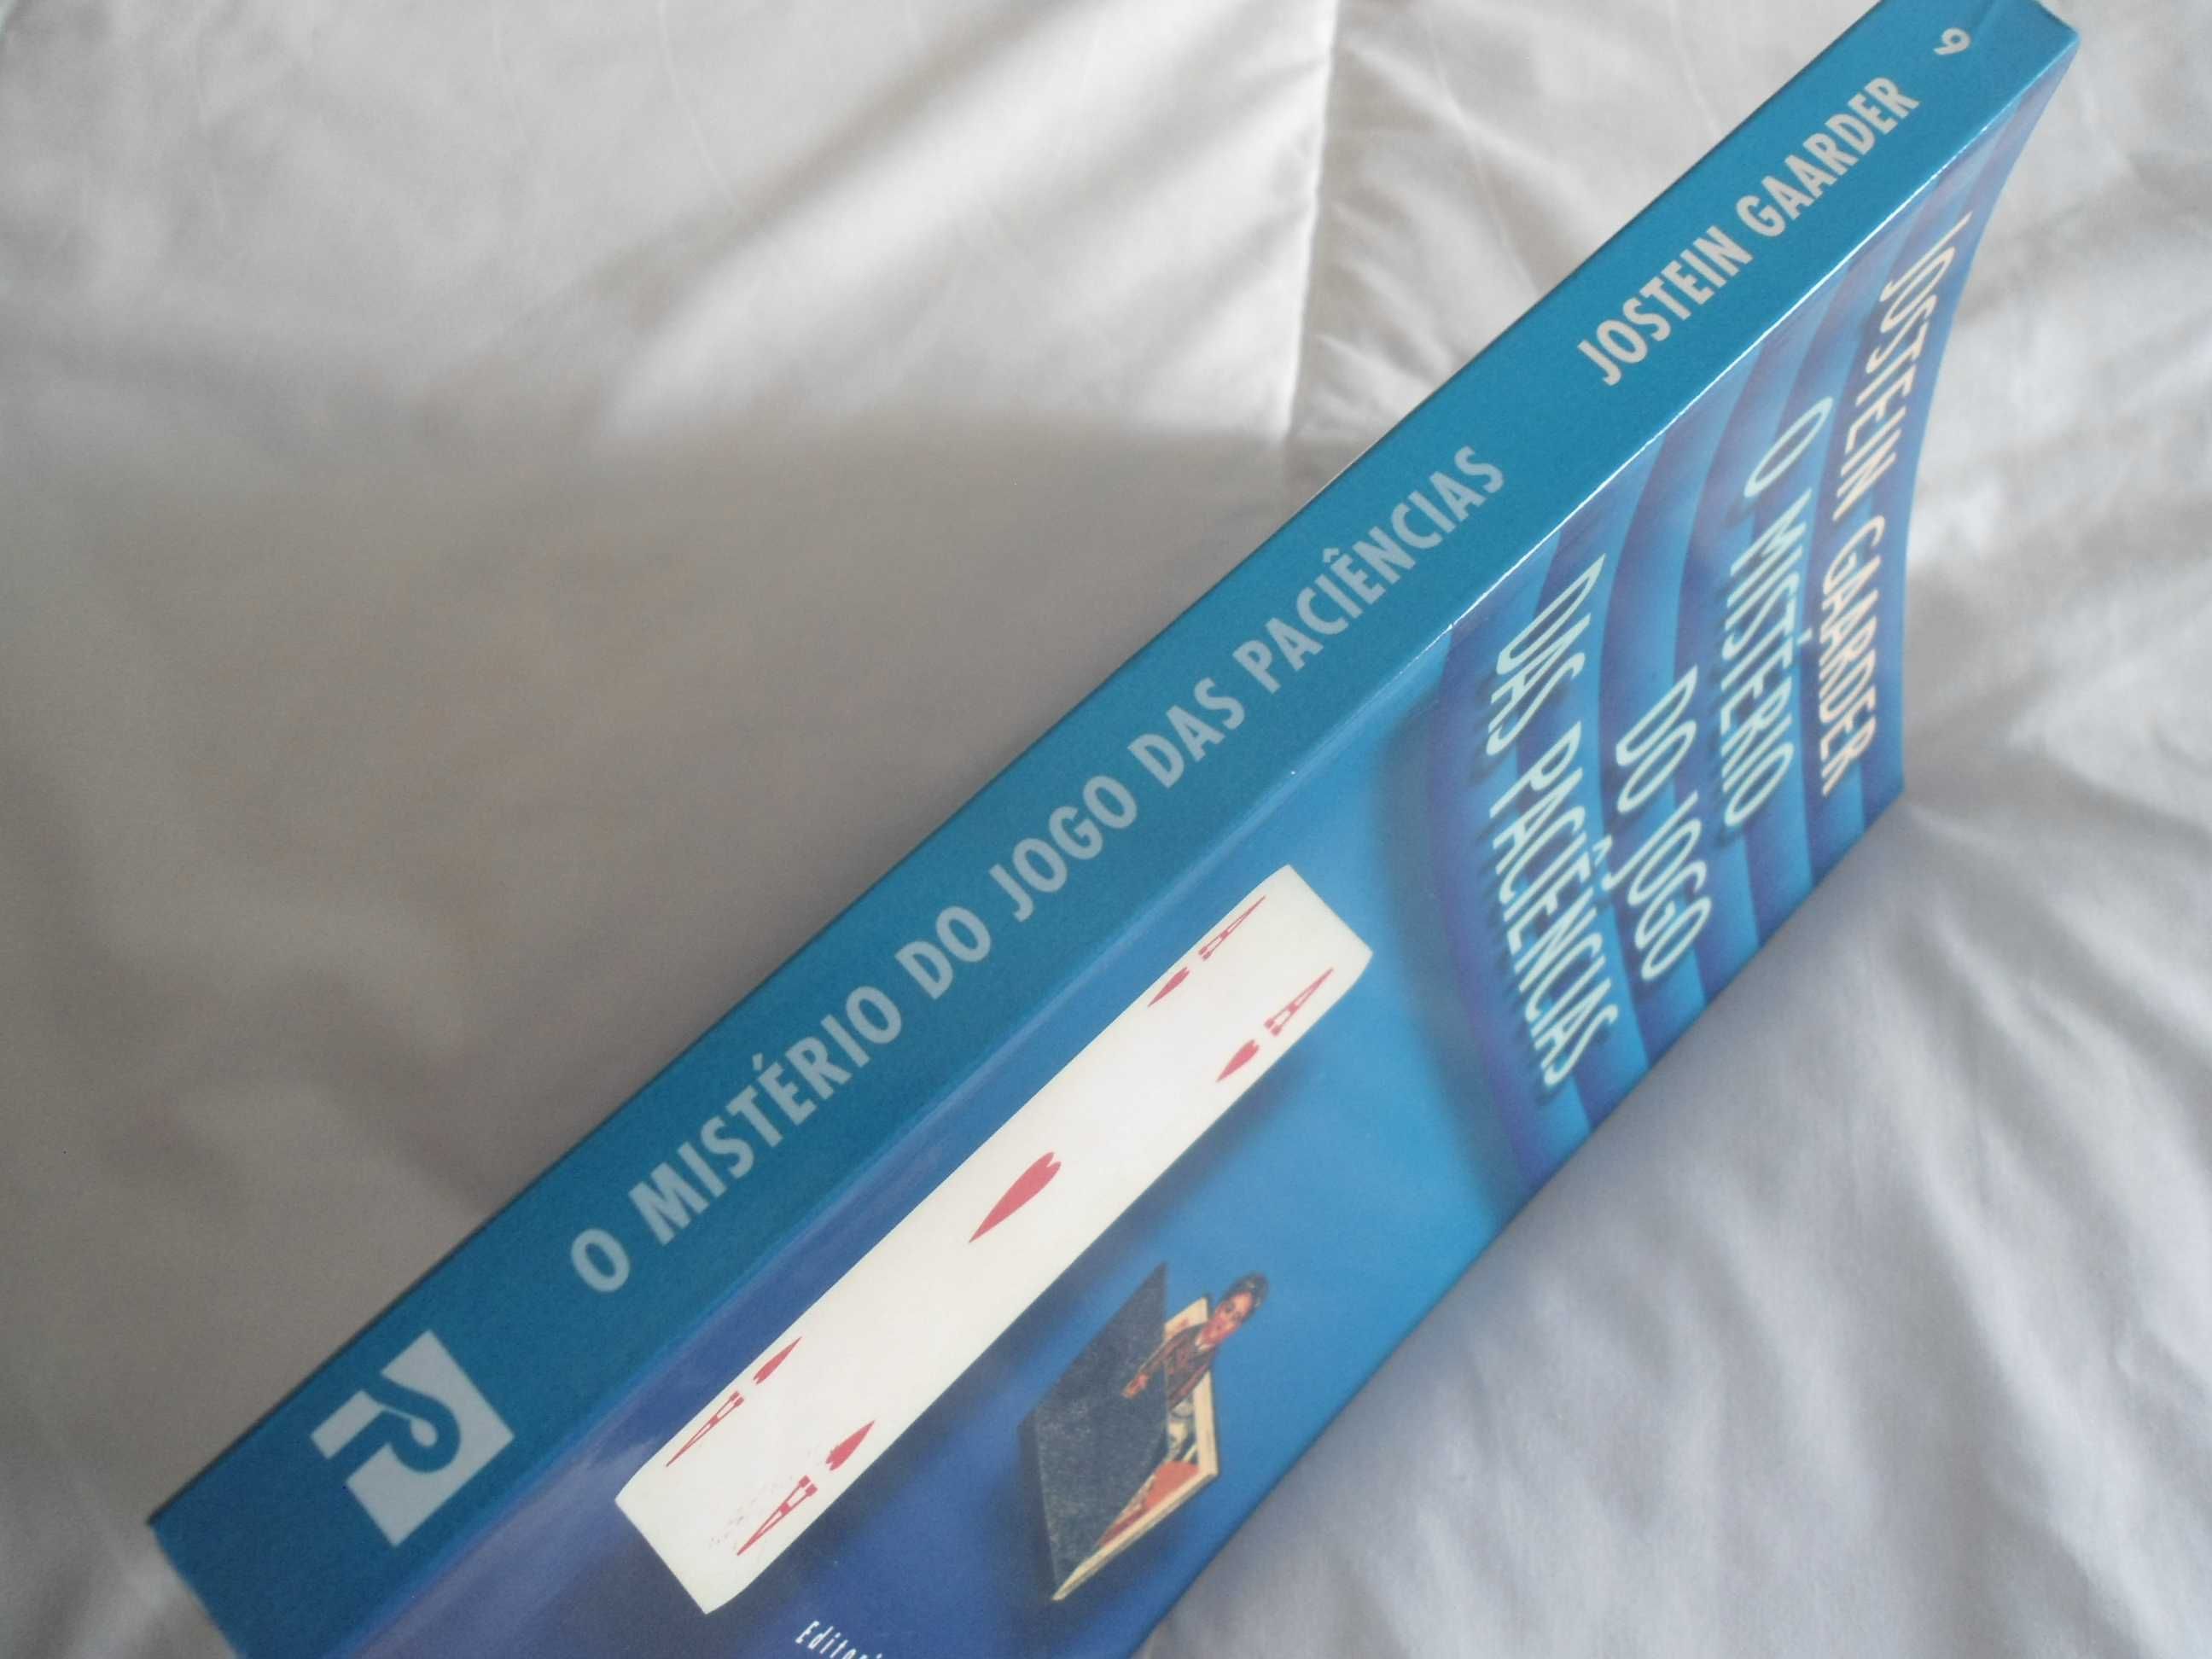 O MISTÉRIO DO JOGO DAS PACIÊNCIAS JOSTEIN GAARDER 9
JOSTEIN GAARDER
O MISTÉRIO
DO JOGO
DAS PACIÊNCIAS
A
A
A
A